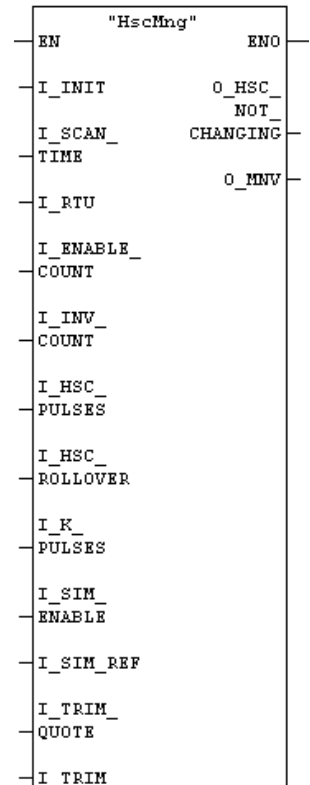 "HscMng"
EN ENO
I_INIT O_HSC_
NOT_
I_SCAN_ CHANGING
TIME
O_MNV
I_RTU
I_ENABLE_
COUNT
I_INV_
COUNT
I_HSC_
PULSES
I_HSC_
ROLLOVER
I_K_
PULSES
I_SIM_
ENABLE
I_SIM_REF
I_TRIM_
QUOTE
I_TRIM